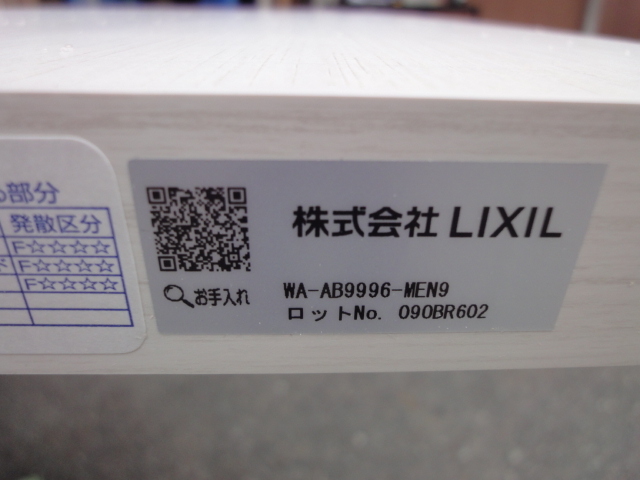 部分
発散区分
F☆☆☆☆
F☆☆☆☆
F☆☆☆☆
株式会社 LIXIL
お手入れ
WA-AB9996-MEN9
ロットNo. 090BR602